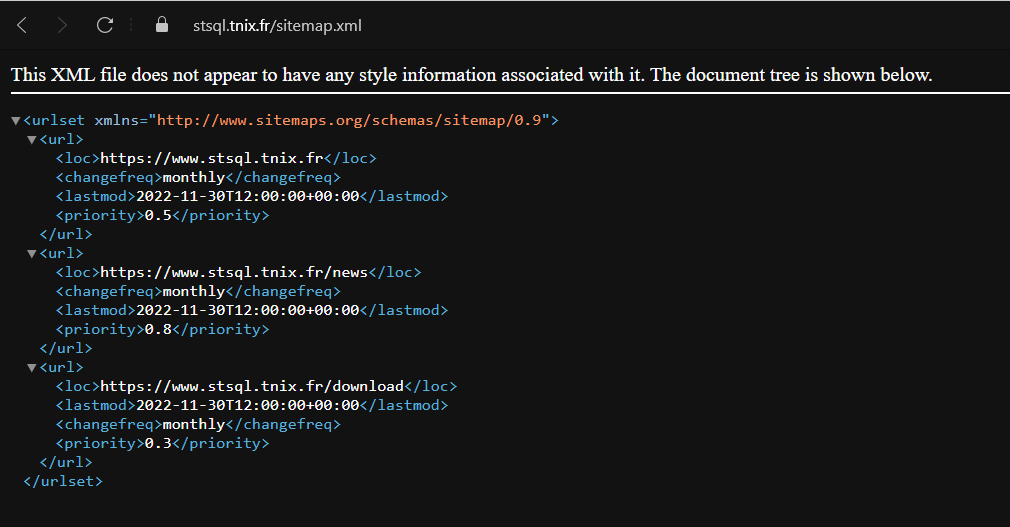 stsql.tnix.fr/sitemap.xml
This XML file does not appear to have any style information associated with it. The document tree is shown below.
<urlset xmlns="http://www.sitemaps.org/schemas/sitemap/0.9">
<url>
<loc>https://www.stsql.tnix.fr</loc>
<changefreq>monthly</changefreq>
<lastmod>2022-11-30T12:00:00+00:00</lastmod>
<priority>0.5</priority>
</url>
<url>
<loc>https://www.stsql.tnix.fr/news</loc>
<changefreq>monthly</changefreq>
<lastmod>2022-11-30T12:00:00+00:00</lastmod>
<priority>0.8</priority>
</url>
<url>
<loc>https://www.stsql.tnix.fr/download</loc>
<lastmod>2022-11-30T12:00:00+00:00</lastmod>
<changefreq>monthly</changefreq>
<priority>0.3</priority>
</url>
</urlset>